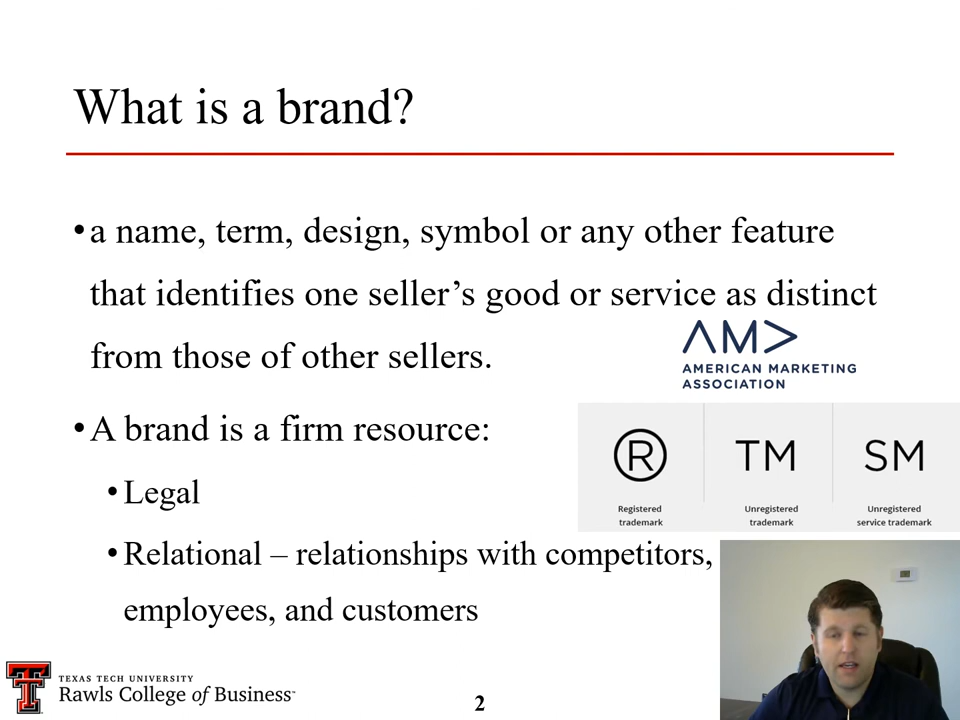 What is a brand?
•a name, term, design, symbol or any other feature
that identifies one seller’s good or service as distinct
from those of other sellers.
AMA
AMERICAN MARKETING
ASSOCIATION
•A brand is a firm resource:
•Legal
•Relational – relationships with competitors,
employees, and customers
® TM SM
Registered Unregistered Unregistered
trademark trademark service trademark
TEXAS TECH UNIVERSITY
Rawls College of Business™
2